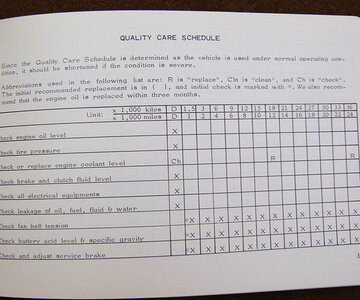 QUALITY CARE SCHEDULE
Since the Quality Care Schedule is determined as the vehicle is used under normal operating con-
dition, it should be shortened if the condition is severe.
Abbreviations used in the following list are: R is "replace", Cln is "clean", and Ch is "check".
The initial recommended replacement is in ( ), and initial check is marked with *. We also recom-
mend that the engine oil is replaced within three months.
Unit: x 1,000 kilos D 1.5 3 6 9 12 15 18 21 24 27 30 33 36
x 1,000 miles D 1 2 4 6 8 10 12 14 16 18 20 22 24
Check engine oil level X
Check tire pressure X
Check or replace engine coolant level Ch R R
Check brake and clutch fluid level X
Check all electrical equipments X
Check leakage of oil, fuel, fluid & water X
Check fan belt tension *X X X X X X X X X X X X X
Check battery acid level & specific gravity X X X X X X X X X X X X
Check and adjust service brake *X X X X X X X X X X X X X
3